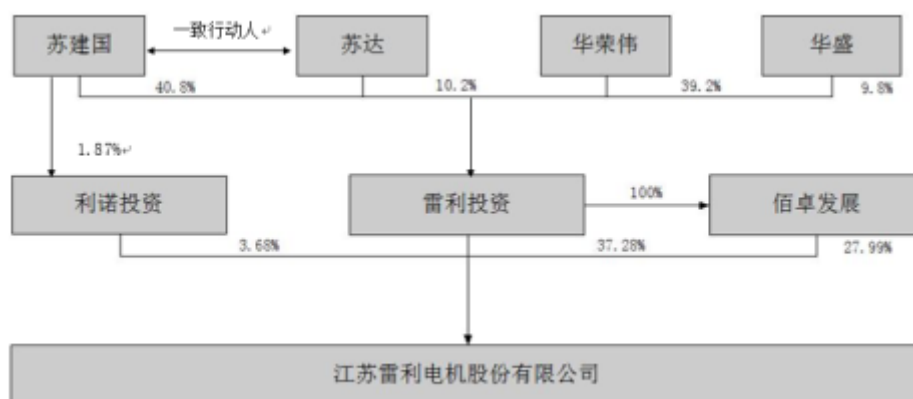 一致行动人
苏建国
苏达
华荣伟
华盛
40.8%
10.2%
39.2%
9.8%
1.87%
利诺投资
雷利投资
100%
佰卓发展
3.68%
37.28%
27.99%
江苏雷利电机股份有限公司